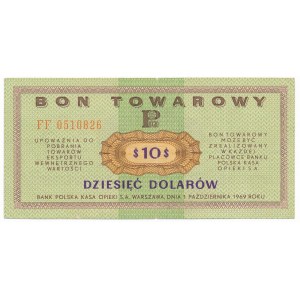 BON TOWAROWY
P
FF 0510826
UPOWAŻNIA DO
POBRANIA
TOWARÓW
EKSPORTU
WEWNĘTRZNEGO
WARTOŚCI
$10$
BON TOWAROWY
MOŻE BYĆ
ZREALIZOWANY
W KAŻDEJ
PLACÓWCE BANKU
POLSKA KASA
OPIEKI S.A.
DZIESIĘĆ DOLARÓW
BANK POLSKA KASA OPIEKI S.A. WARSZAWA DNIA 1 PAŹDZIERNIKA 1969 ROKU